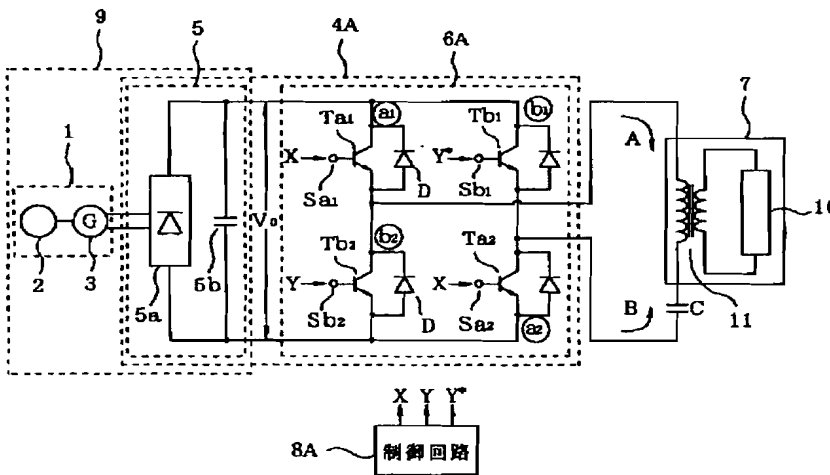 9
5
4A
6A
1
Ta1
a1
Tb1
b1
7
X
Y*
A
Sa1
D
Sb1
G
V0
10
b2
Tb2
Ta2
2
3
5b
Y
X
Sb2
D
Sa2
B
C
11
5a
a2
X Y Y*
8A
制御回路